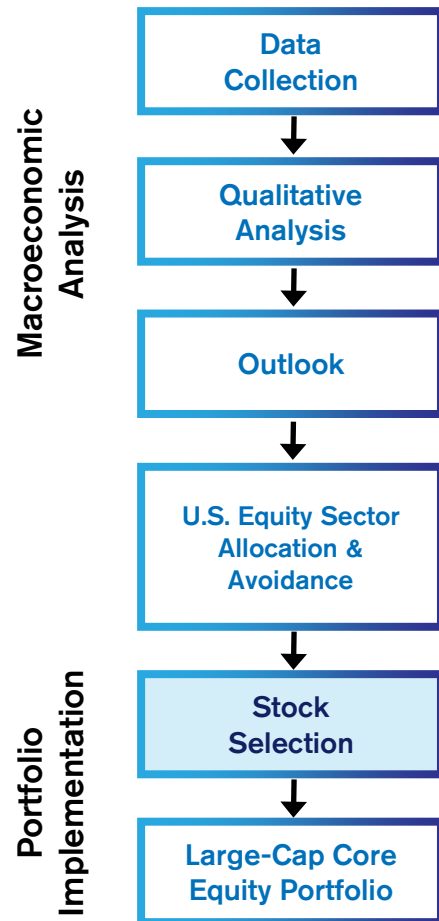 Macroeconomic
Analysis
Data
Collection
Qualitative
Analysis
Outlook
U.S. Equity Sector
Allocation &
Avoidance
Portfolio
Implementation
Stock
Selection
Large-Cap Core
Equity Portfolio